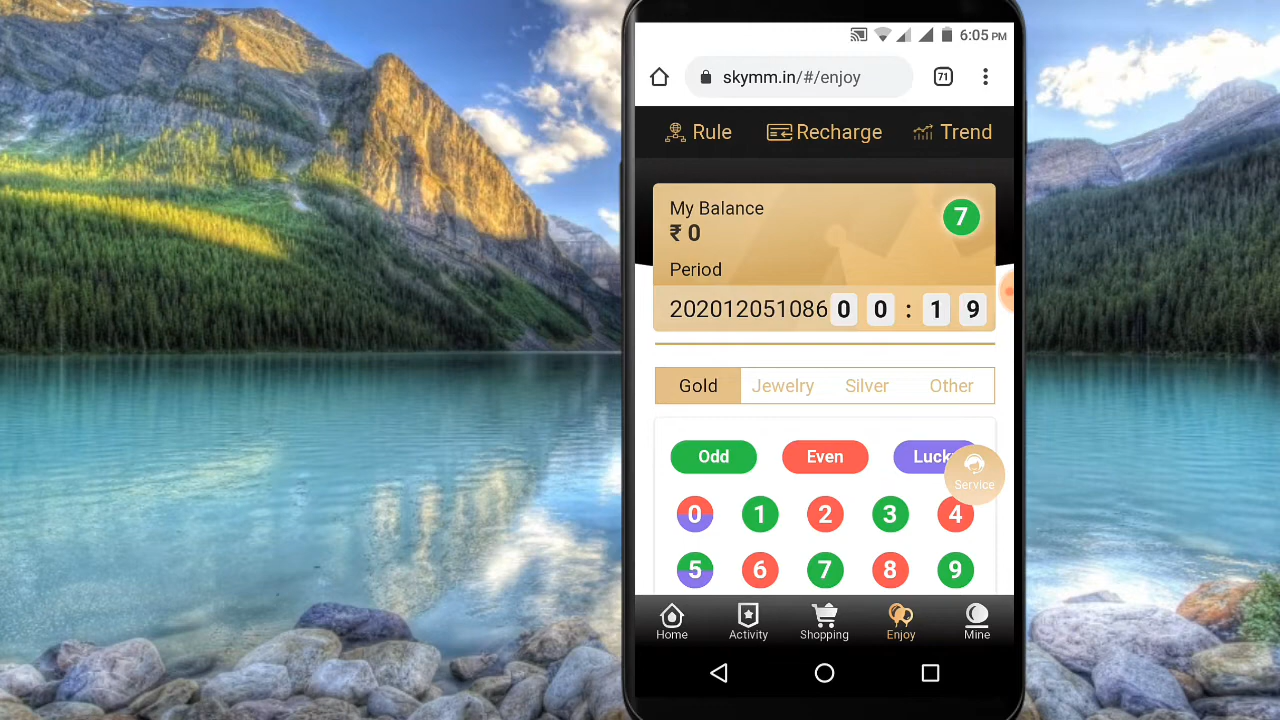 6:05 PM
skymm.in/#/enjoy
71
Rule Recharge Trend
My Balance
7
₹ 0
Period
202012051086 0 0 : 1 9
Gold Jewelry Silver Other
Odd Even Luck
Service
0 1 2 3 4
5 6 7 8 9
Home Activity Shopping Enjoy Mine